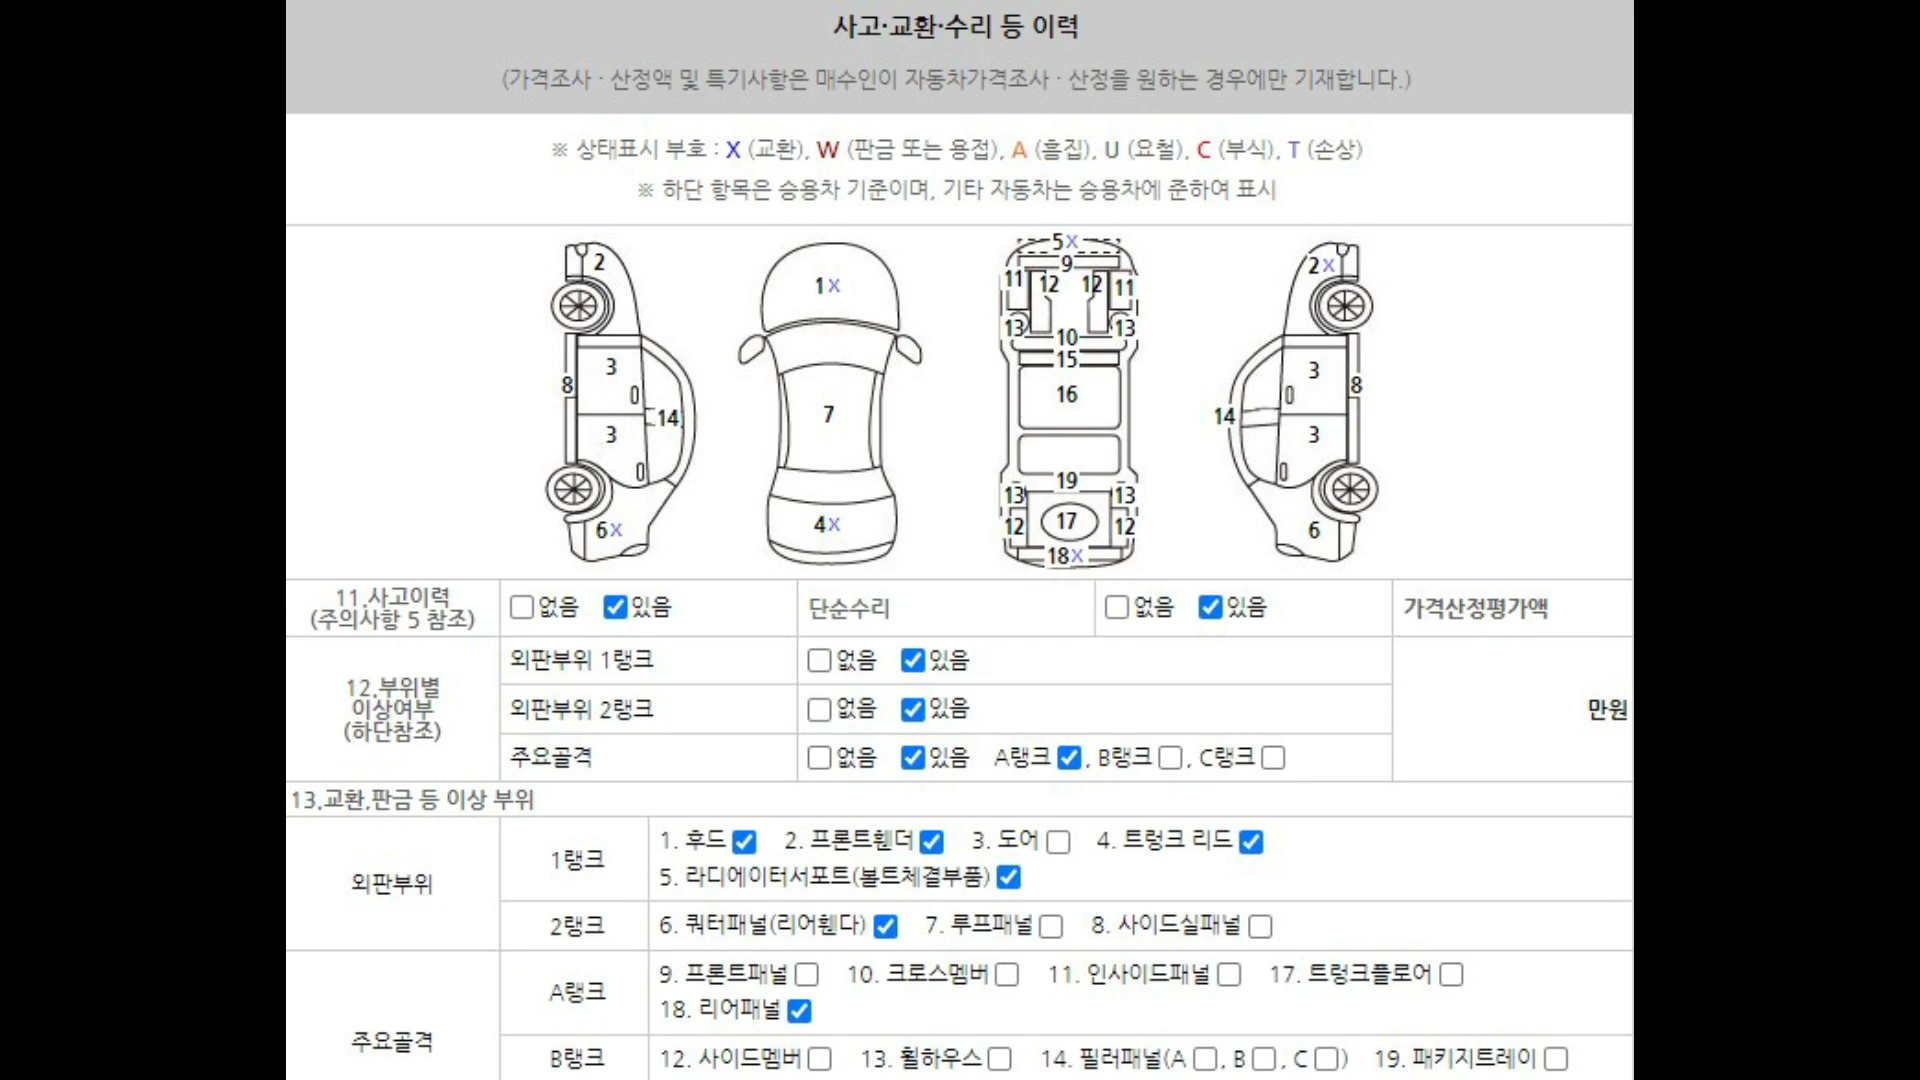 사고·교환·수리 등 이력
(가격조사 · 산정액 및 특기사항은 매수인이 자동차가격조사 · 산정을 원하는 경우에만 기재합니다.)
※ 상태표시 부호 : X (교환), W (판금 또는 용접), A (흠집), U (요철), C (부식), T (손상)
※ 하단 항목은 승용차 기준이며, 기타 자동차는 승용차에 준하여 표시
2
3
8
14
3
6X
1X
7
4X
5X
9
11 12 12 11
13 13
10
15
16
19
13 13
12 17 12
18X
2X
3
8
14
3
6
11.사고이력
(주의사항 5 참조)
없음 있음
단순수리
없음 있음
가격산정평가액
12.부위별
이상여부
(하단참조)
외판부위 1랭크
없음 있음
외판부위 2랭크
없음 있음
주요골격
없음 있음 A랭크 , B랭크 , C랭크
만원
13.교환,판금 등 이상 부위
외판부위
1랭크
1. 후드 2. 프론트휀더 3. 도어 4. 트렁크 리드
5. 라디에이터서포트(볼트체결부품)
2랭크
6. 쿼터패널(리어휀다) 7. 루프패널 8. 사이드실패널
주요골격
A랭크
9. 프론트패널 10. 크로스멤버 11. 인사이드패널 17. 트렁크플로어
18. 리어패널
B랭크
12. 사이드멤버 13. 휠하우스 14. 필러패널(A , B , C ) 19. 패키지트레이